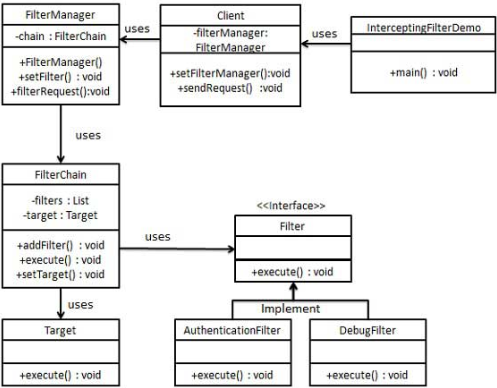 FilterManager
-chain : FilterChain
+FilterManager()
+setFilter() : void
+filterRequest():void
uses
Client
-filterManager:
FilterManager
+setFilterManager():void
+sendRequest() :void
uses
InterceptingFilterDemo
+main() : void
uses
FilterChain
-filters : List
-target : Target
+addFilter() : void
+execute() : void
+setTarget() : void
uses
<<Interface>>
Filter
+execute() : void
uses
Implement
Target
+execute() : void
AuthenticationFilter
+execute() : void
DebugFilter
+execute() : void